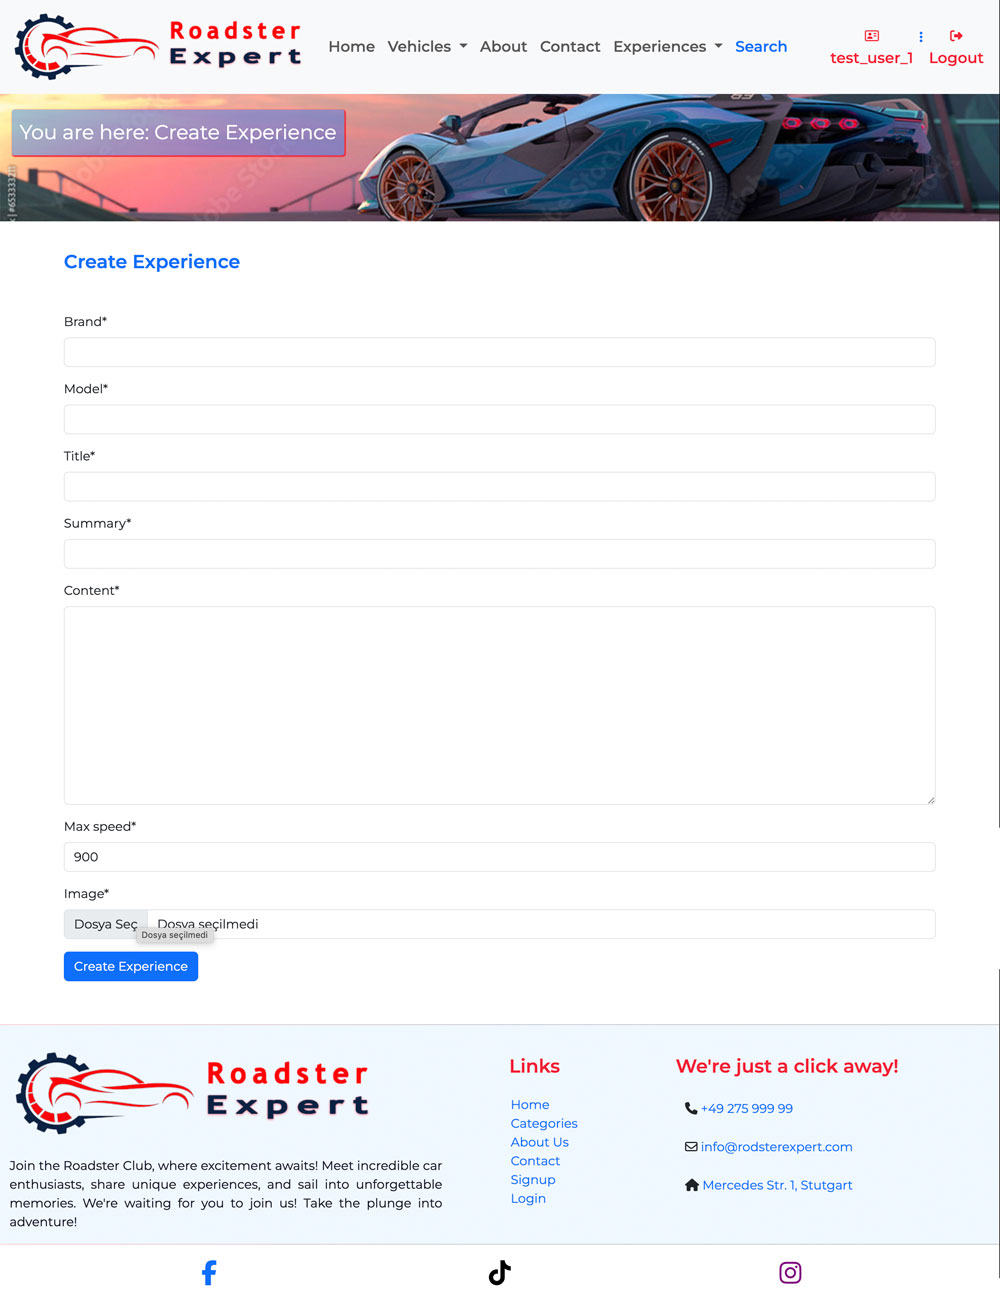 Roadster
Expert
Home Vehicles About Contact Experiences Search
test_user_1 Logout
You are here: Create Experience
Create Experience
Brand*
Model*
Title*
Summary*
Content*
Max speed*
900
Image*
Dosya Seç Dosya seçilmedi
Dosya seçilmedi
Create Experience
Roadster
Expert
Join the Roadster Club, where excitement awaits! Meet incredible car
enthusiasts, share unique experiences, and sail into unforgettable
memories. We're waiting for you to join us! Take the plunge into
adventure!
Links
Home
Categories
About Us
Contact
Signup
Login
We're just a click away!
+49 275 999 99
info@rodsterexpert.com
Mercedes Str. 1, Stutgart